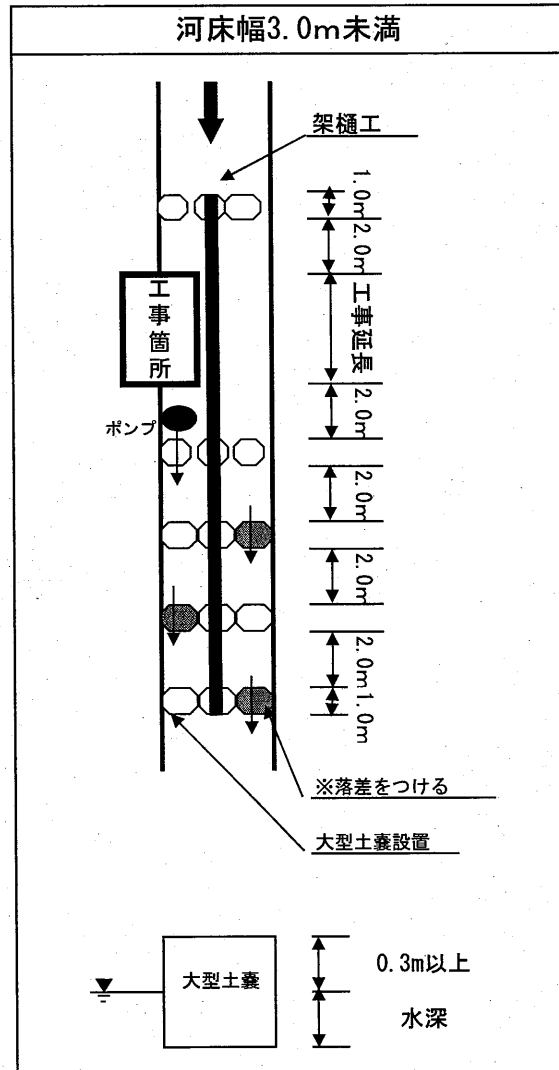 河床幅3.0m未満
架樋工
1.0m
2.0m
工事箇所
工事延長
2.0m
ポンプ
2.0m
2.0m
2.0m
1.0m
※落差をつける
大型土嚢設置
大型土嚢
0.3m以上
水深